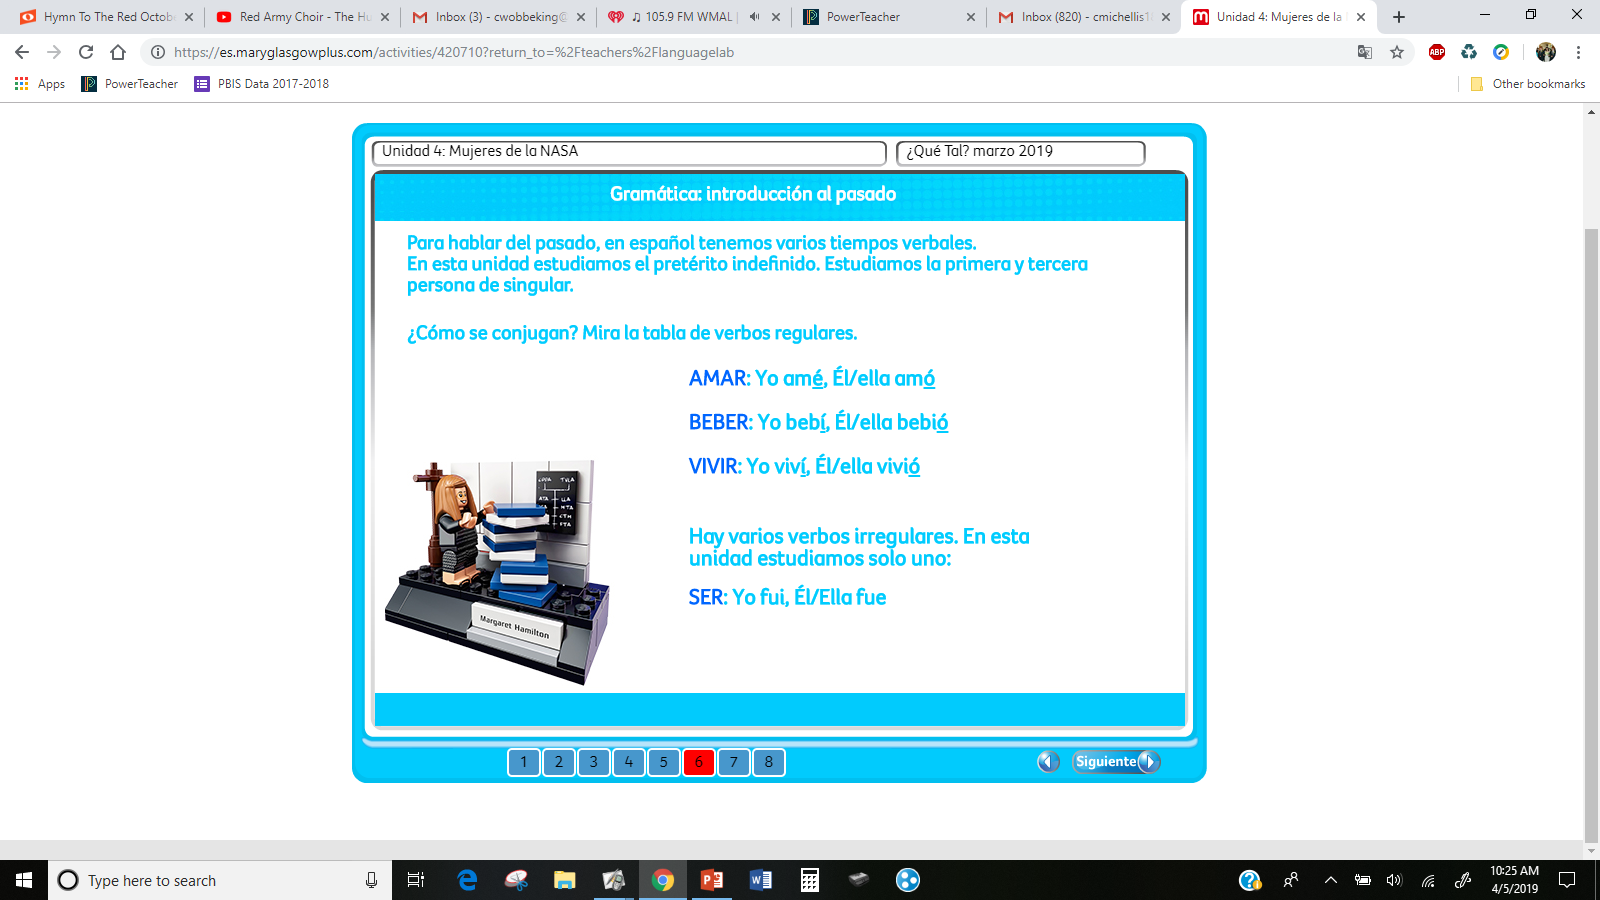 Hymn To The Red Octobe
Red Army Choir - The Hu
Inbox (3) - cwobbeking@
♫ 105.9 FM WMAL |
PowerTeacher
Inbox (820) - cmichellis1
Unidad 4: Mujeres de la
https://es.maryglasgowplus.com/activities/420710?return_to=%2Fteachers%2Flanguagelab
ABP
Apps
PowerTeacher
PBIS Data 2017-2018
Other bookmarks
Unidad 4: Mujeres de la NASA
¿Qué Tal? marzo 2019
Gramática: introducción al pasado
Para hablar del pasado, en español tenemos varios tiempos verbales.
En esta unidad estudiamos el pretérito indefinido. Estudiamos la primera y tercera
persona de singular.
¿Cómo se conjugan? Mira la tabla de verbos regulares.
AMAR: Yo amé, Él/ella amó
BEBER: Yo bebí, Él/ella bebió
VIVIR: Yo viví, Él/ella vivió
Hay varios verbos irregulares. En esta
unidad estudiamos solo uno:
SER: Yo fui, Él/Ella fue
Margaret Hamilton
1 2 3 4 5 6 7 8
Siguiente
Type here to search
10:25 AM
4/5/2019